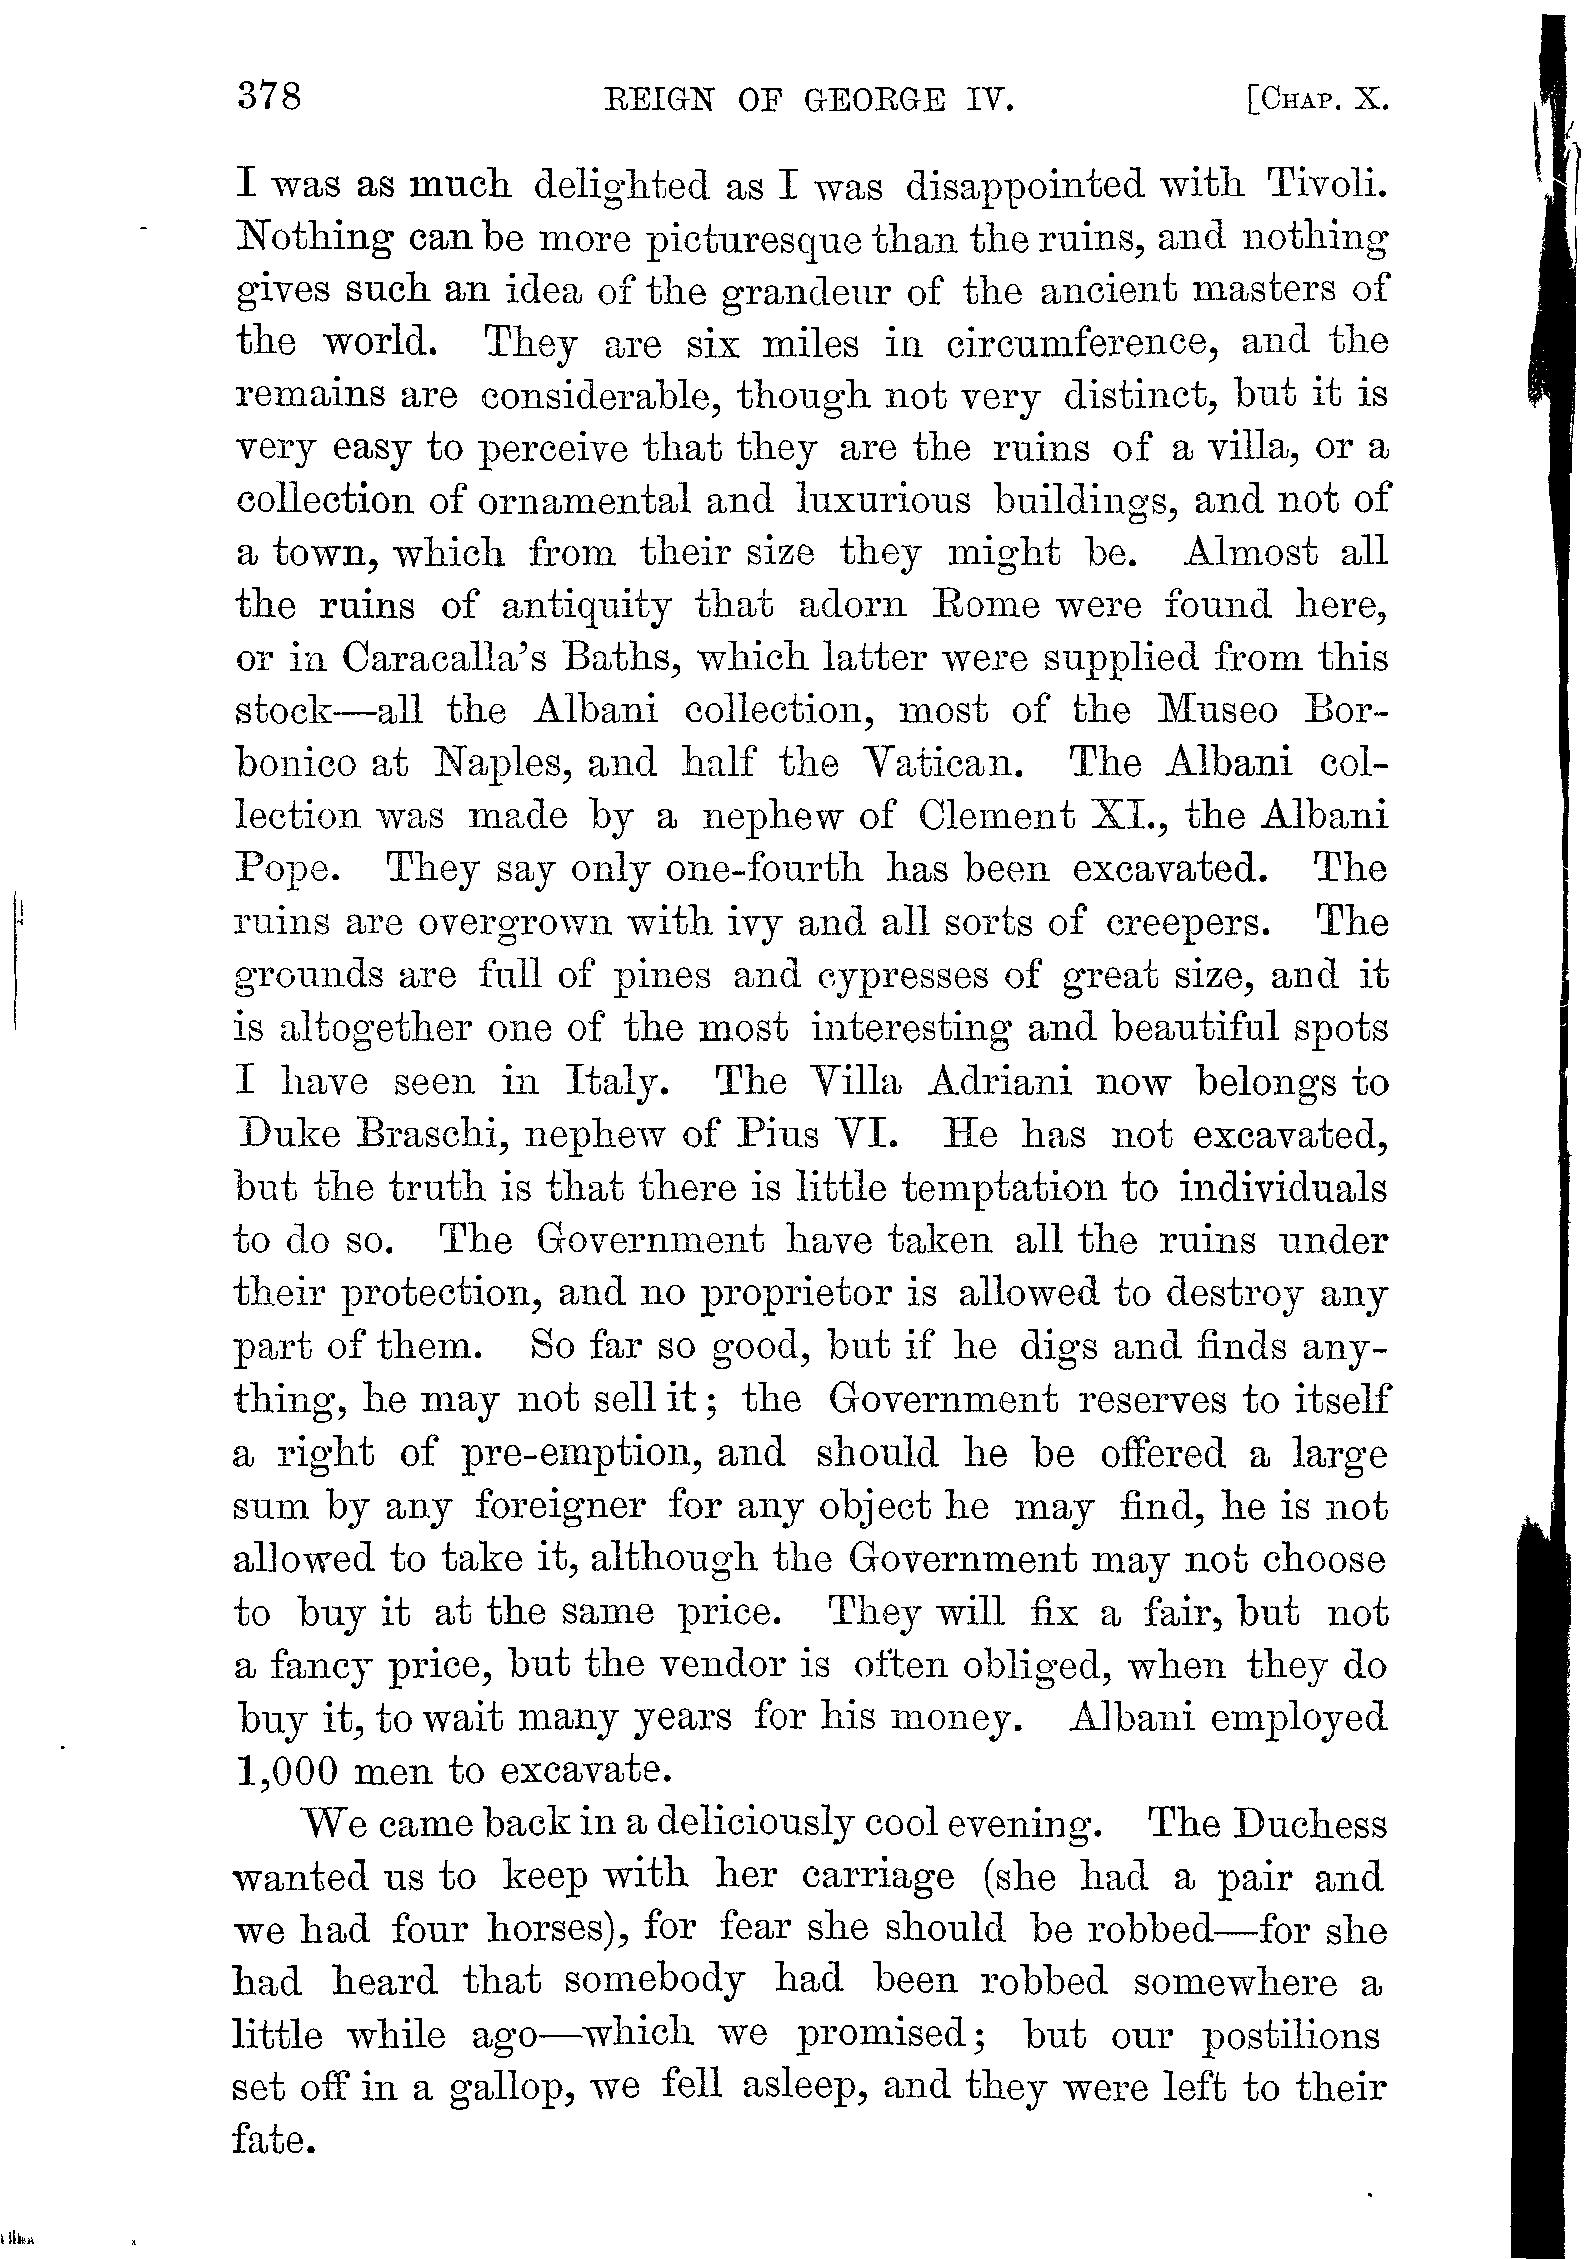 378 REIGN OF GEORGE IV. [CHAP. X.
I was as much delighted as I was disappointed with Tivoli.
Nothing can be more picturesque than the ruins, and nothing
gives such an idea of the grandeur of the ancient masters of
the world. They are six miles in circumference, and the
remains are considerable, though not very distinct, but it is
very easy to perceive that they are the ruins of a villa, or a
collection of ornamental and luxurious buildings, and not of
a town, which from their size they might be. Almost all
the ruins of antiquity that adorn Rome were found here,
or in Caracalla's Baths, which latter were supplied from this
stock—all the Albani collection, most of the Museo Bor-
bonico at Naples, and half the Vatican. The Albani col-
lection was made by a nephew of Clement XI., the Albani
Pope. They say only one-fourth has been excavated. The
ruins are overgrown with ivy and all sorts of creepers. The
grounds are full of pines and cypresses of great size, and it
is altogether one of the most interesting and beautiful spots
I have seen in Italy. The Villa Adriani now belongs to
Duke Braschi, nephew of Pius VI. He has not excavated,
but the truth is that there is little temptation to individuals
to do so. The Government have taken all the ruins under
their protection, and no proprietor is allowed to destroy any
part of them. So far so good, but if he digs and finds any-
thing, he may not sell it; the Government reserves to itself
a right of pre-emption, and should he be offered a large
sum by any foreigner for any object he may find, he is not
allowed to take it, although the Government may not choose
to buy it at the same price. They will fix a fair, but not
a fancy price, but the vendor is often obliged, when they do
buy it, to wait many years for his money. Albani employed
1,000 men to excavate.
We came back in a deliciously cool evening. The Duchess
wanted us to keep with her carriage (she had a pair and
we had four horses), for fear she should be robbed—for she
had heard that somebody had been robbed somewhere a
little while ago—which we promised; but our postilions
set off in a gallop, we fell asleep, and they were left to their
fate.